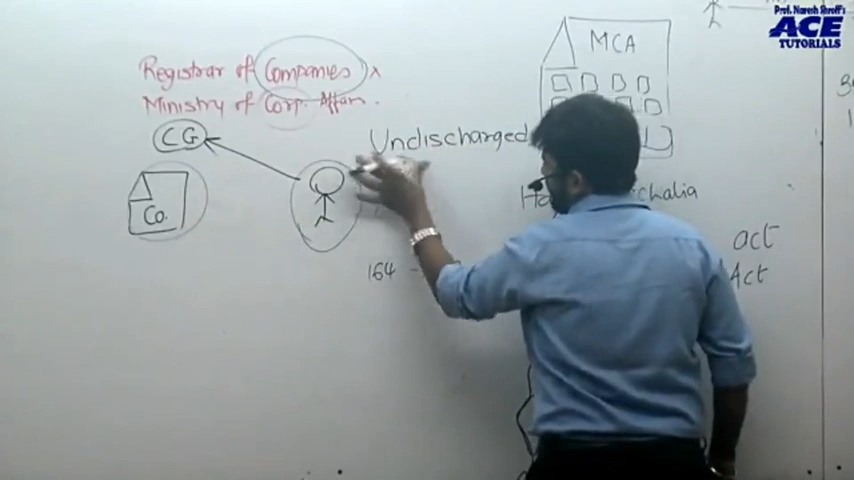 Prof. Naresh Shroff's
ACE
TUTORIALS
MCA
Registrar of Companies x
Ministry of Corp. Affairs.
CG
Undischarged
Co.
164 -
act
Act